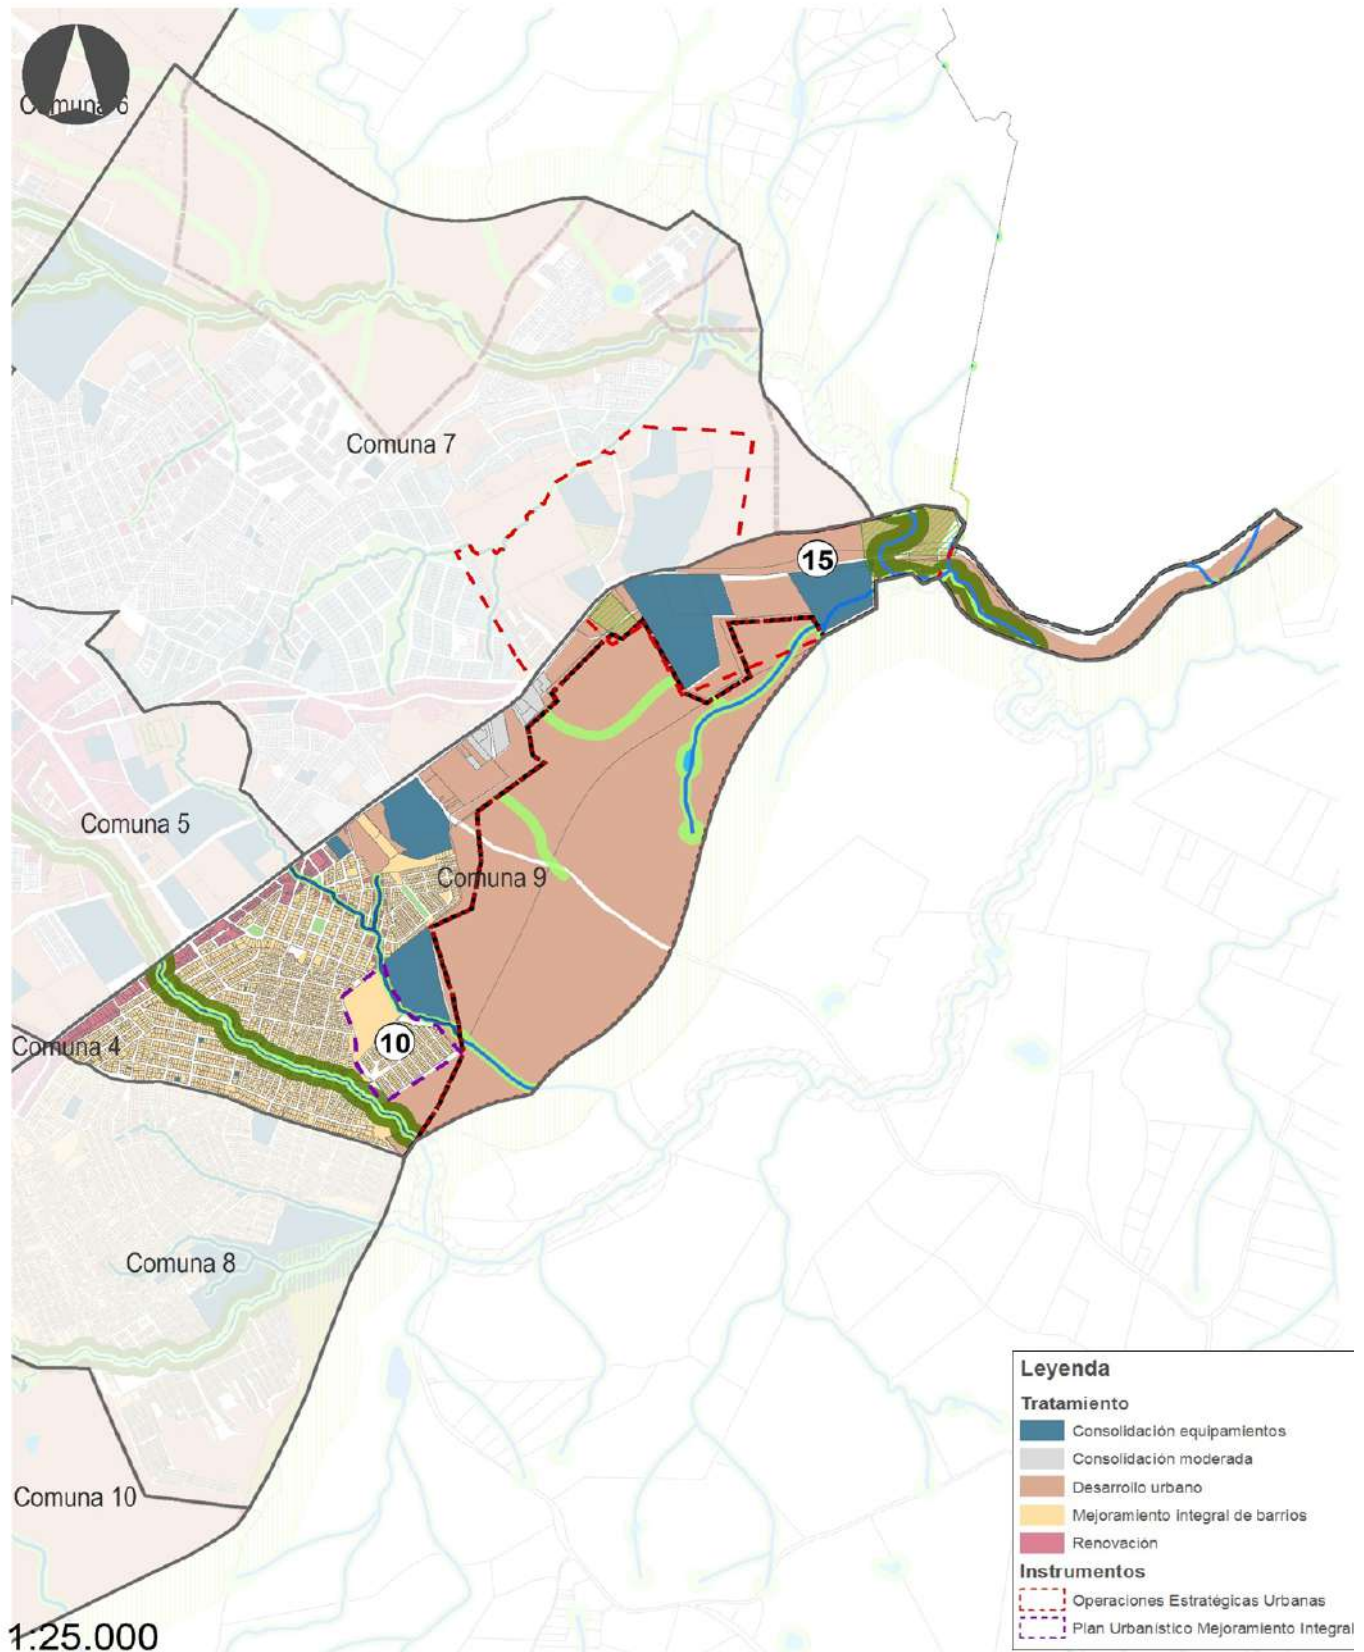 Comuna 6
Comuna 7
15
Comuna 5
Comuna 9
10
Comuna 4
Comuna 8
Comuna 10
1:25.000
Leyenda
Tratamiento
Consolidación equipamientos
Consolidación moderada
Desarrollo urbano
Mejoramiento integral de barrios
Renovación
Instrumentos
Operaciones Estratégicas Urbanas
Plan Urbanístico Mejoramiento Integral